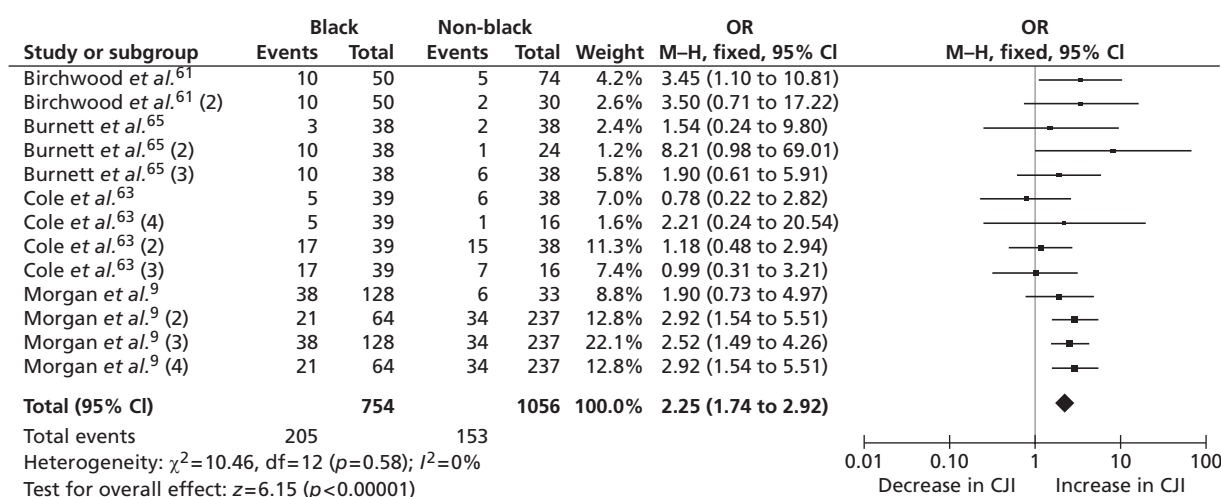 Black Non-black OR OR
Study or subgroup Events Total Events Total Weight M–H, fixed, 95% CI M–H, fixed, 95% CI
Birchwood et al.61 10 50 5 74 4.2% 3.45 (1.10 to 10.81)
Birchwood et al.61 (2) 10 50 2 30 2.6% 3.50 (0.71 to 17.22)
Burnett et al.65 3 38 2 38 2.4% 1.54 (0.24 to 9.80)
Burnett et al.65 (2) 10 38 1 24 1.2% 8.21 (0.98 to 69.01)
Burnett et al.65 (3) 10 38 6 38 5.8% 1.90 (0.61 to 5.91)
Cole et al.63 5 39 6 38 7.0% 0.78 (0.22 to 2.82)
Cole et al.63 (4) 5 39 1 16 1.6% 2.21 (0.24 to 20.54)
Cole et al.63 (2) 17 39 15 38 11.3% 1.18 (0.48 to 2.94)
Cole et al.63 (3) 17 39 7 16 7.4% 0.99 (0.31 to 3.21)
Morgan et al.9 38 128 6 33 8.8% 1.90 (0.73 to 4.97)
Morgan et al.9 (2) 21 64 34 237 12.8% 2.92 (1.54 to 5.51)
Morgan et al.9 (3) 38 128 34 237 22.1% 2.52 (1.49 to 4.26)
Morgan et al.9 (4) 21 64 34 237 12.8% 2.92 (1.54 to 5.51)
Total (95% CI) 754 1056 100.0% 2.25 (1.74 to 2.92)
Total events 205 153
Heterogeneity: χ2=10.46, df=12 (p=0.58); I2=0%
Test for overall effect: z=6.15 (p<0.00001)
0.01 0.10 1 10 100
Decrease in CJI Increase in CJI